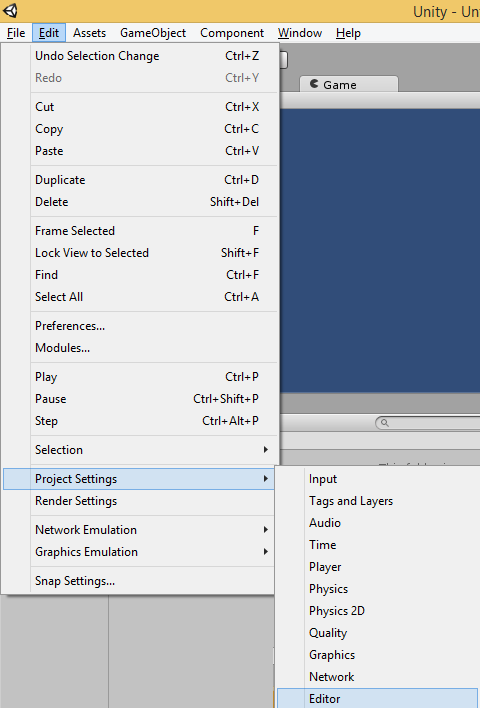 Unity - Un
File Edit Assets GameObject Component Window Help
Undo Selection Change Ctrl+Z
Redo Ctrl+Y
Game
Cut Ctrl+X
Copy Ctrl+C
Paste Ctrl+V
Duplicate Ctrl+D
Delete Shift+Del
Frame Selected F
Lock View to Selected Shift+F
Find Ctrl+F
Select All Ctrl+A
Preferences...
Modules...
Play Ctrl+P
Pause Ctrl+Shift+P
Step Ctrl+Alt+P
Selection
Project Settings
Render Settings
Network Emulation
Graphics Emulation
Snap Settings...
Input
Tags and Layers
Audio
Time
Player
Physics
Physics 2D
Quality
Graphics
Network
Editor